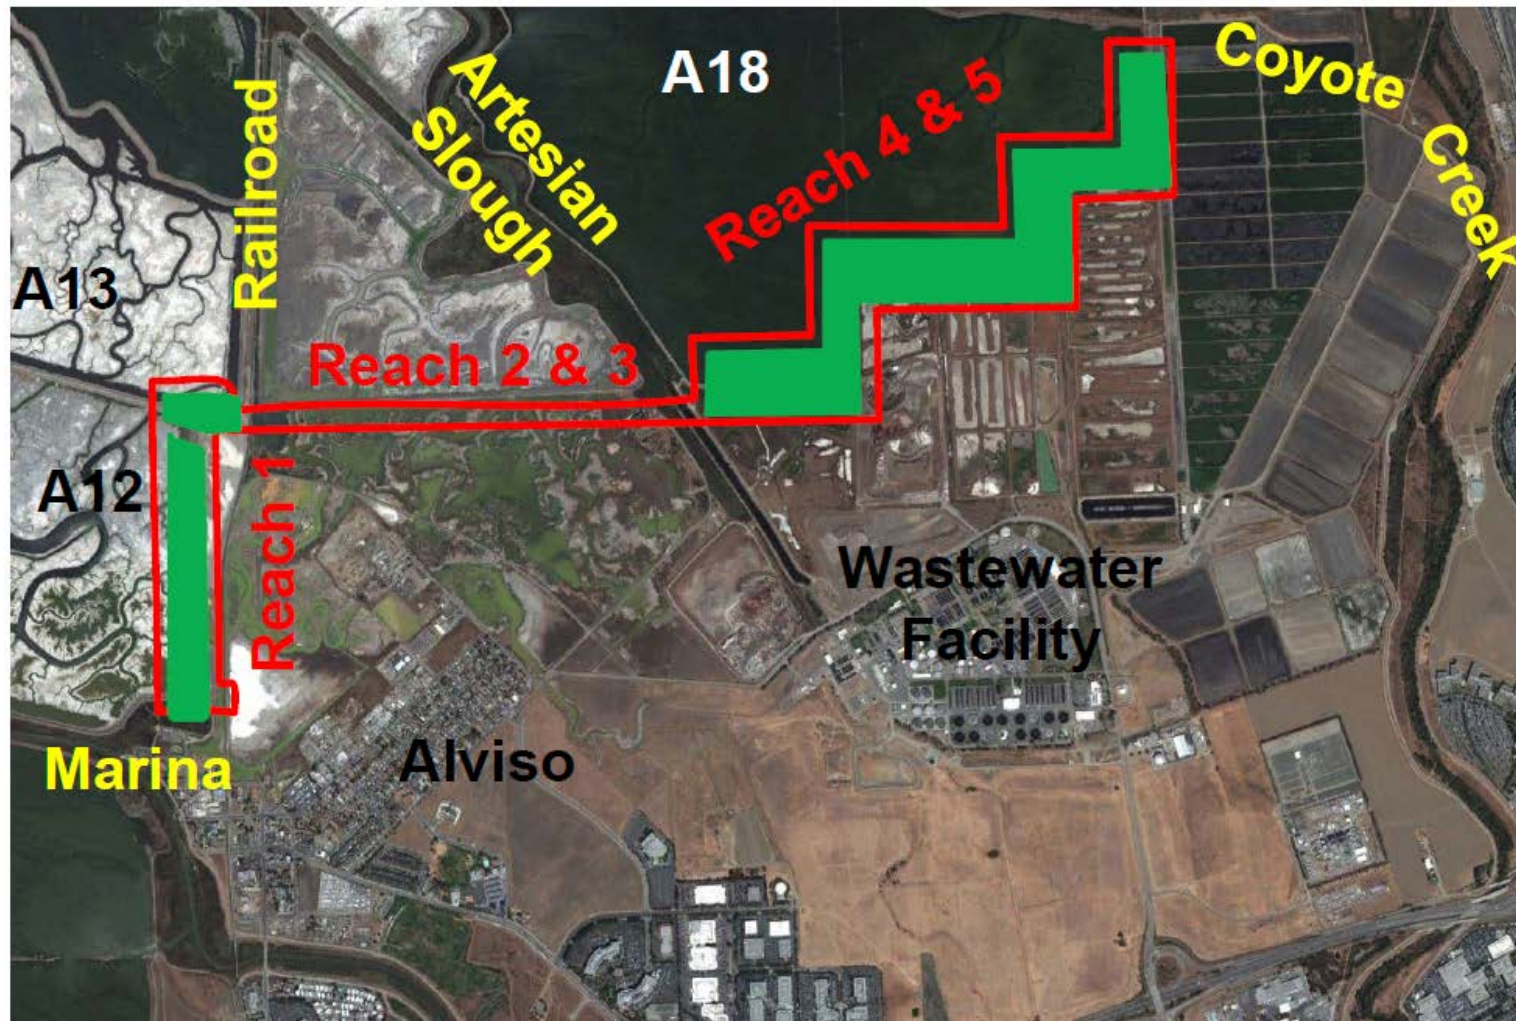 A18
Coyote
Creek
Artesian
Slough
Railroad
Reach 4 & 5
A13
Reach 2 & 3
A12
Reach 1
Wastewater
Facility
Marina
Alviso